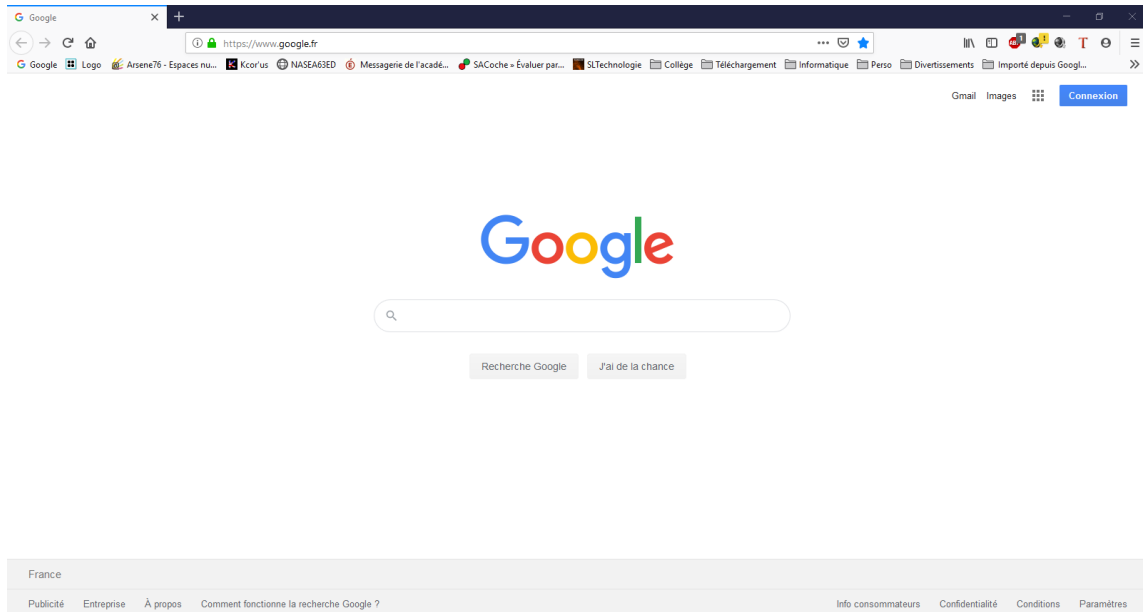 Google
https://www.google.fr
Google Logo Arsene76 - Espaces nu... Kcor'us NASEA63ED Messagerie de l'acadé... SACoche » Évaluer par... SLTechnologie Collège Téléchargement Informatique Perso Divertissements Importé depuis Googl...
Gmail Images Connexion
Google
Recherche Google J'ai de la chance
France
Publicité Entreprise À propos Comment fonctionne la recherche Google ? Info consommateurs Confidentialité Conditions Paramètres